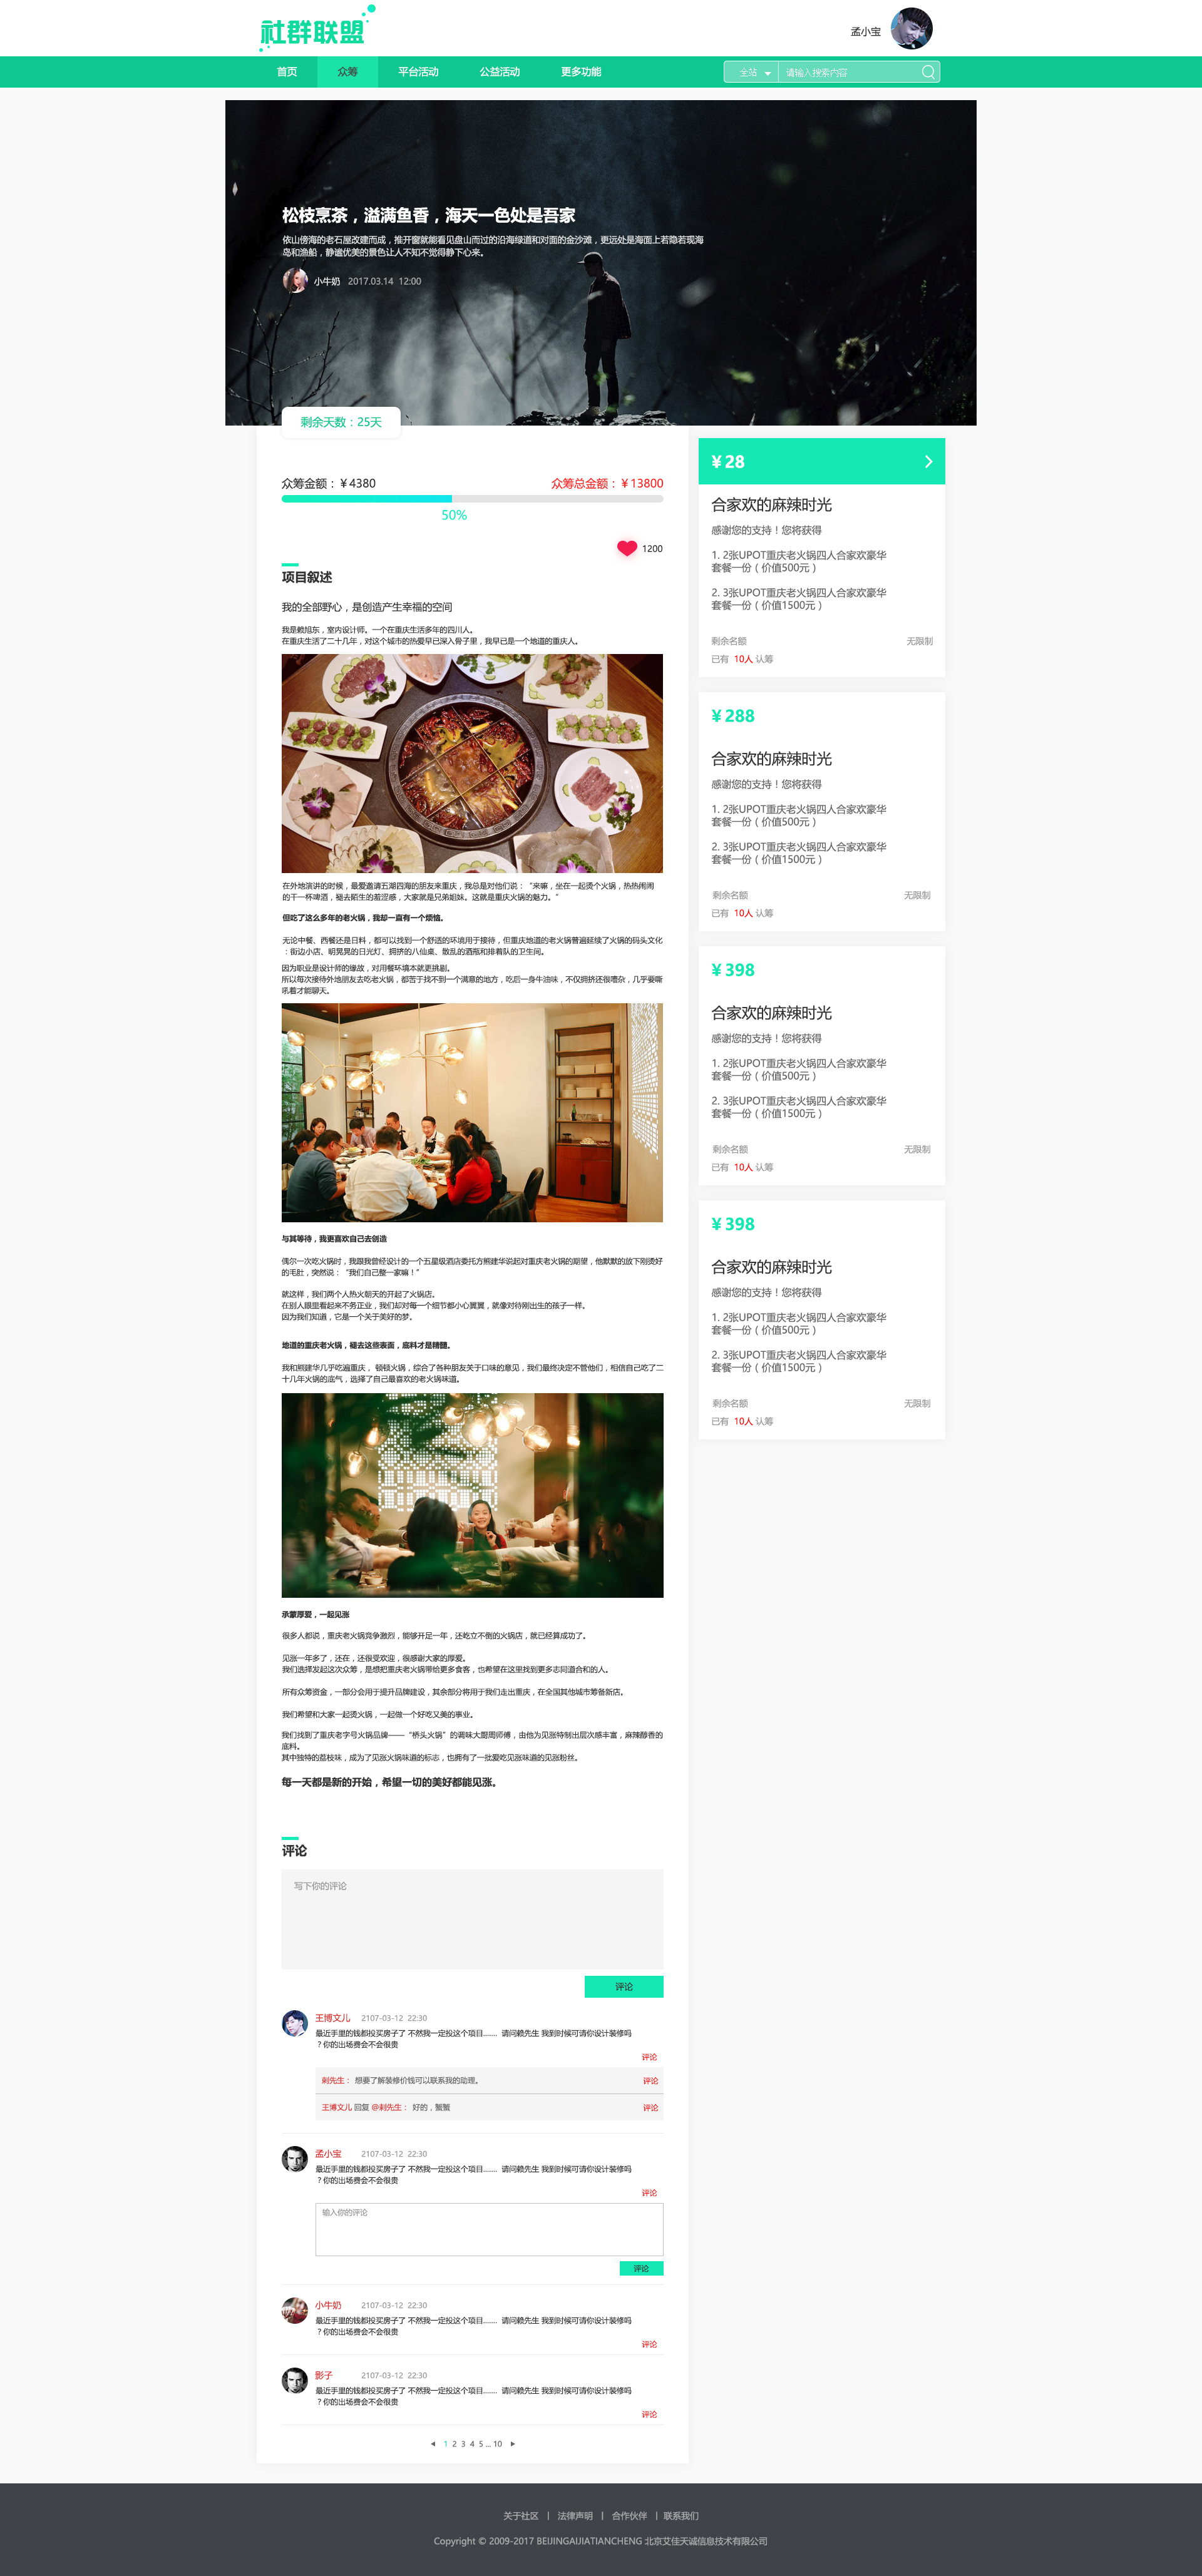 社群联盟
孟小宝
首页 众筹 平台活动 公益活动 更多功能 全站 请输入搜索内容
松枝烹茶，溢满鱼香，海天一色处是吾家
依山傍海的老石屋改建而成，推开窗就能看见盘山而过的沿海绿道和对面的金沙滩，更远处是海面上若隐若现海
岛和渔船，静谧优美的景色让人不知不觉得静下心来。
小牛奶 2017.03.14 12:00
剩余天数：25天
众筹金额：￥4380 众筹总金额：￥13800
50%
1200
项目叙述
我的全部野心，是创造产生幸福的空间
我是赖旭东，室内设计师。一个在重庆生活多年的四川人。
在重庆生活了二十几年，对这个城市的热爱早已深入骨子里，我早已是一个地道的重庆人。
在外地演讲的时候，最爱邀请五湖四海的朋友来重庆，我总是对他们说：“来嘛，坐在一起烫个火锅，热热闹闹
的干一杯啤酒，褪去陌生的羞涩感，大家就是兄弟姐妹。这就是重庆火锅的魅力。”
但吃了这么多年的老火锅，我却一直有一个烦恼。
无论中餐、西餐还是日料，都可以找到一个舒适的环境用于接待，但重庆地道的老火锅普遍延续了火锅的码头文化
：街边小店、明晃晃的日光灯、拥挤的八仙桌、散乱的酒瓶和排着队的卫生间。
因为职业是设计师的缘故，对用餐环境本就更挑剔。
所以每次接待外地朋友去吃老火锅，都苦于找不到一个满意的地方，吃后一身牛油味，不仅拥挤还很嘈杂，几乎要嘶
吼着才能聊天。
与其等待，我更喜欢自己去创造
偶尔一次吃火锅时，我跟我曾经设计的一个五星级酒店委托方熊建华说起对重庆老火锅的期望，他默默的放下刚烫好
的毛肚，突然说：“我们自己整一家嘛！”
就这样，我们两个人热火朝天的开起了火锅店。
在别人眼里看起来不务正业，我们却对每一个细节都小心翼翼，就像对待刚出生的孩子一样。
因为我们知道，它是一个关于美好的梦。
地道的重庆老火锅，褪去这些表面，底料才是精髓。
我和熊建华几乎吃遍重庆， 顿顿火锅，综合了各种朋友关于口味的意见，我们最终决定不管他们，相信自己吃了二
十几年火锅的底气，选择了自己最喜欢的老火锅味道。
承蒙厚爱，一起见涨
很多人都说，重庆老火锅竞争激烈，能够开足一年，还屹立不倒的火锅店，就已经算成功了。
见涨一年多了，还在，还很受欢迎，很感谢大家的厚爱。
我们选择发起这次众筹，是想把重庆老火锅带给更多食客，也希望在这里找到更多志同道合和的人。
所有众筹资金，一部分会用于提升品牌建设，其余部分将用于我们走出重庆，在全国其他城市筹备新店。
我们希望和大家一起烫火锅，一起做一个好吃又美的事业。
我们找到了重庆老字号火锅品牌——“桥头火锅”的调味大厨周师傅，由他为见涨特制出层次感丰富，麻辣醇香的
底料。
其中独特的荔枝味，成为了见涨火锅味道的标志，也拥有了一批爱吃见涨味道的见涨粉丝。
每一天都是新的开始，希望一切的美好都能见涨。
评论
写下你的评论
评论
王博文儿 2107-03-12 22:30
最近手里的钱都投买房子了 不然我一定投这个项目....... 请问赖先生 我到时候可请你设计装修吗
？你的出场费会不会很贵
评论
剌先生： 想要了解装修价钱可以联系我的助理。 评论
王博文儿 回复 @剌先生： 好的，蟹蟹 评论
孟小宝 2107-03-12 22:30
最近手里的钱都投买房子了 不然我一定投这个项目....... 请问赖先生 我到时候可请你设计装修吗
？你的出场费会不会很贵
评论
输入你的评论
评论
小牛奶 2107-03-12 22:30
最近手里的钱都投买房子了 不然我一定投这个项目....... 请问赖先生 我到时候可请你设计装修吗
？你的出场费会不会很贵
评论
影子 2107-03-12 22:30
最近手里的钱都投买房子了 不然我一定投这个项目....... 请问赖先生 我到时候可请你设计装修吗
？你的出场费会不会很贵
评论
1 2 3 4 5 ... 10
￥28
合家欢的麻辣时光
感谢您的支持！您将获得
1. 2张UPOT重庆老火锅四人合家欢豪华
套餐一份（价值500元）
2. 3张UPOT重庆老火锅四人合家欢豪华
套餐一份（价值1500元）
剩余名额 无限制
已有 10人 认筹
￥288
合家欢的麻辣时光
感谢您的支持！您将获得
1. 2张UPOT重庆老火锅四人合家欢豪华
套餐一份（价值500元）
2. 3张UPOT重庆老火锅四人合家欢豪华
套餐一份（价值1500元）
剩余名额 无限制
已有 10人 认筹
￥398
合家欢的麻辣时光
感谢您的支持！您将获得
1. 2张UPOT重庆老火锅四人合家欢豪华
套餐一份（价值500元）
2. 3张UPOT重庆老火锅四人合家欢豪华
套餐一份（价值1500元）
剩余名额 无限制
已有 10人 认筹
￥398
合家欢的麻辣时光
感谢您的支持！您将获得
1. 2张UPOT重庆老火锅四人合家欢豪华
套餐一份（价值500元）
2. 3张UPOT重庆老火锅四人合家欢豪华
套餐一份（价值1500元）
剩余名额 无限制
已有 10人 认筹
关于社区 | 法律声明 | 合作伙伴 | 联系我们
Copyright © 2009-2017 BEIJINGAIJIATIANCHENG 北京艾佳天诚信息技术有限公司